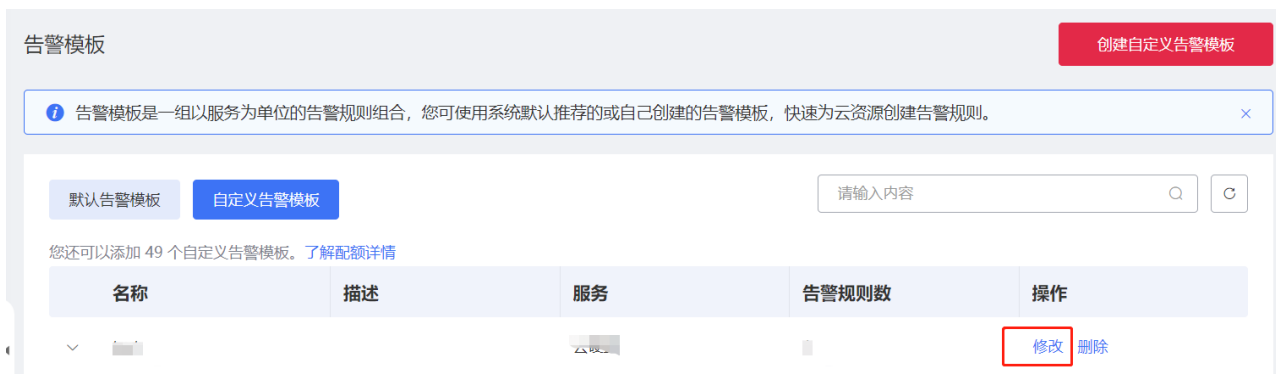 告警模板
创建自定义告警模板
告警模板是一组以服务为单位的告警规则组合，您可使用系统默认推荐的或自己创建的告警模板，快速为云资源创建告警规则。
默认告警模板 自定义告警模板 请输入内容
您还可以添加 49 个自定义告警模板。了解配额详情
名称 描述 服务 告警规则数 操作
修改 删除